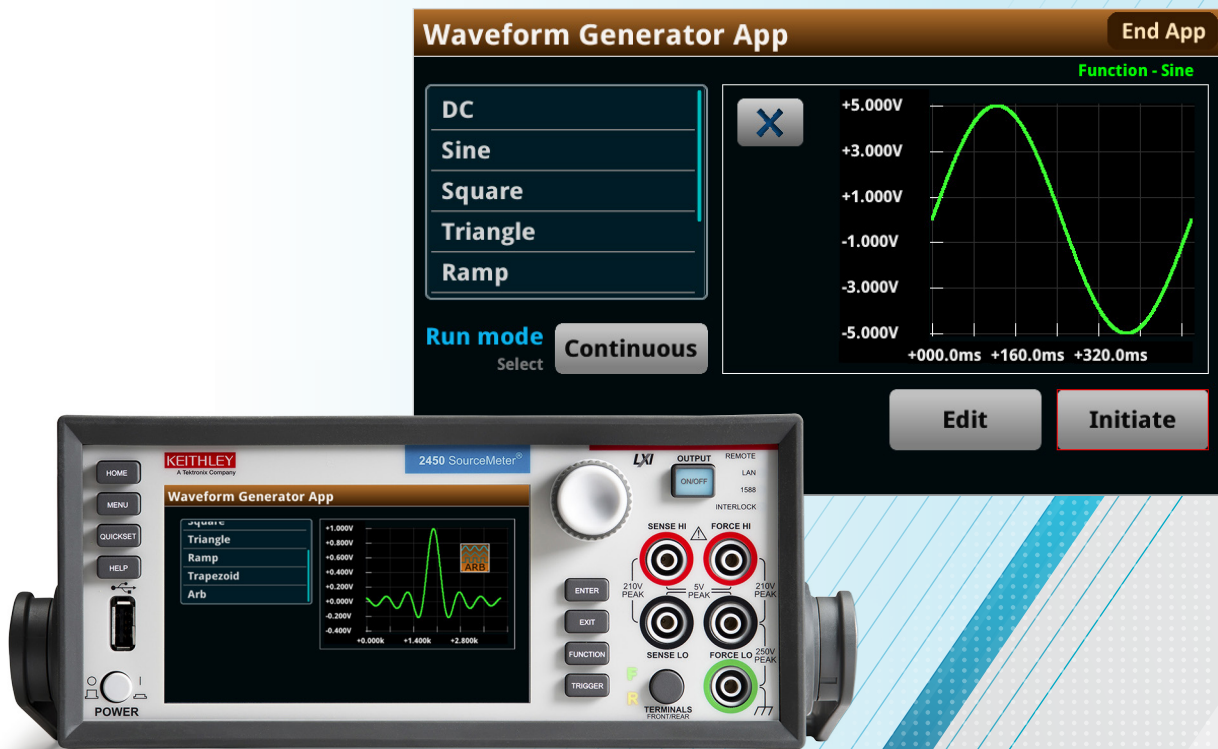 Waveform Generator App
End App
Function - Sine
DC
Sine
Square
Triangle
Ramp
Run mode
Select
Continuous
+5.000V
+3.000V
+1.000V
-1.000V
-3.000V
-5.000V
+000.0ms +160.0ms +320.0ms
Edit
Initiate
KEITHLEY
A Tektronix Company
2450 SourceMeter®
LXI
OUTPUT
ON/OFF
REMOTE
LAN
1588
INTERLOCK
HOME
MENU
QUICKSET
HELP
POWER
Waveform Generator App
Square
Triangle
Ramp
Trapezoid
Arb
+1.000V
+0.800V
+0.600V
+0.400V
+0.200V
+0.000V
-0.200V
-0.400V
+0.000k +1.400k +2.800k
ARB
ENTER
EXIT
FUNCTION
TRIGGER
SENSE HI
FORCE HI
210V
PEAK
5V
PEAK
210V
PEAK
SENSE LO
FORCE LO
250V
PEAK
F
R
TERMINALS
FRONT/REAR